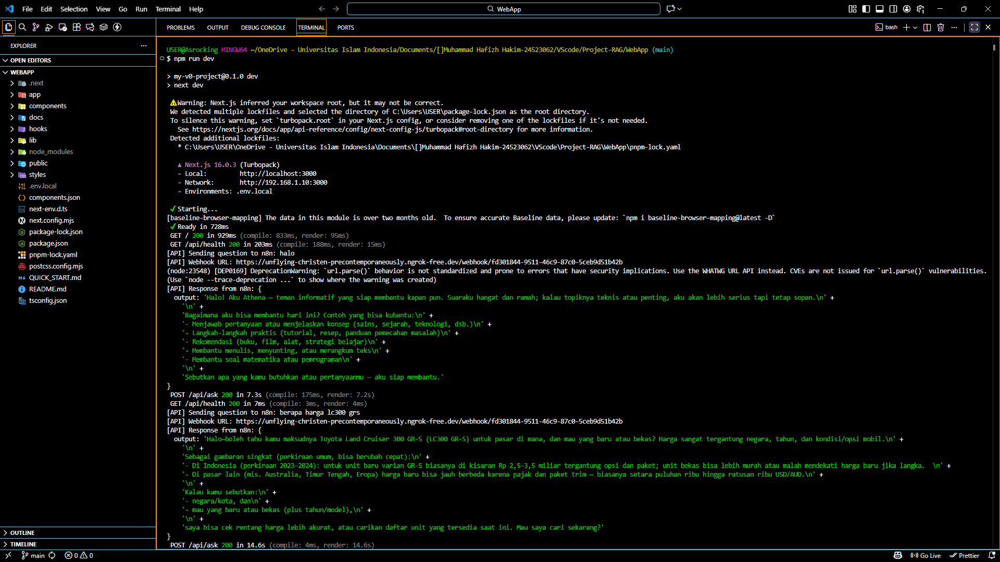 File Edit Selection View Go Run Terminal Help
WebApp
PROBLEMS OUTPUT DEBUG CONSOLE TERMINAL PORTS
bash
EXPLORER
OPEN EDITORS
WEBAPP
.next
app
components
docs
hooks
lib
node_modules
public
styles
.env.local
components.json
next-env.d.ts
next.config.mjs
package-lock.json
package.json
pnpm-lock.yaml
postcss.config.mjs
QUICK_START.md
README.md
tsconfig.json
OUTLINE
TIMELINE
USER@Asrocking MINGW64 ~/OneDrive - Universitas Islam Indonesia/Documents/[]Muhammad Hafizh Hakim-24523062/VScode/Project-RAG/WebApp (main)
$ npm run dev
> my-v0-project@0.1.0 dev
> next dev
⚠Warning: Next.js inferred your workspace root, but it may not be correct.
We detected multiple lockfiles and selected the directory of C:\Users\USER\package-lock.json as the root directory.
To silence this warning, set `turbopack.root` in your Next.js config, or consider removing one of the lockfiles if it's not needed.
See https://nextjs.org/docs/app/api-reference/config/next-config-js/turbopack#root-directory for more information.
Detected additional lockfiles:
* C:\Users\USER\OneDrive - Universitas Islam Indonesia\Documents\[]Muhammad Hafizh Hakim-24523062\VScode\Project-RAG\WebApp\pnpm-lock.yaml
▲ Next.js 16.0.3 (Turbopack)
- Local: http://localhost:3000
- Network: http://192.168.1.10:3000
- Environments: .env.local
✓ Starting...
[baseline-browser-mapping] The data in this module is over two months old.  To ensure accurate Baseline data, please update: `npm i baseline-browser-mapping@latest -D`
✓ Ready in 728ms
GET / 200 in 929ms (compile: 833ms, render: 95ms)
GET /api/health 200 in 203ms (compile: 188ms, render: 15ms)
[API] Sending question to n8n: halo
[API] Webhook URL: https://unflying-christen-precontemporaneously.ngrok-free.dev/webhook/fd301844-9511-46c9-87c0-5ceb9d51b42b
(node:23548) [DEP0169] DeprecationWarning: `url.parse()` behavior is not standardized and prone to errors that have security implications. Use the WHATWG URL API instead. CVEs are not issued for `url.parse()` vulnerabilities.
(Use `node --trace-deprecation ...` to show where the warning was created)
[API] Response from n8n: {
output: 'Halo! Aku Athena — teman informatif yang siap membantu kapan pun. Suaraku hangat dan ramah; kalau topiknya teknis atau penting, aku akan lebih serius tapi tetap sopan.\n' +
'\n' +
'Bagaimana aku bisa membantu hari ini? Contoh yang bisa kubantu:\n' +
'- Menjawab pertanyaan atau menjelaskan konsep (sains, sejarah, teknologi, dsb.)\n' +
'- Langkah-langkah praktis (tutorial, resep, panduan pemecahan masalah)\n' +
'- Rekomendasi (buku, film, alat, strategi belajar)\n' +
'- Membantu menulis, menyunting, atau merangkum teks\n' +
'- Membantu soal matematika atau pemrograman\n' +
'\n' +
'Sebutkan apa yang kamu butuhkan atau pertanyaanmu — aku siap membantu.'
}
POST /api/ask 200 in 7.3s (compile: 175ms, render: 7.2s)
GET /api/health 200 in 7ms (compile: 3ms, render: 4ms)
[API] Sending question to n8n: berapa harga lc300 grs
[API] Webhook URL: https://unflying-christen-precontemporaneously.ngrok-free.dev/webhook/fd301844-9511-46c9-87c0-5ceb9d51b42b
[API] Response from n8n: {
output: 'Halo—boleh tahu kamu maksudnya Toyota Land Cruiser 300 GR-S (LC300 GR-S) untuk pasar di mana, dan mau yang baru atau bekas? Harga sangat tergantung negara, tahun, dan kondisi/opsi mobil.\n' +
'\n' +
'Sebagai gambaran singkat (perkiraan umum, bisa berubah cepat):\n' +
'- Di Indonesia (perkiraan 2023–2024): untuk unit baru varian GR-S biasanya di kisaran Rp 2,5–3,5 miliar tergantung opsi dan paket; unit bekas bisa lebih murah atau malah mendekati harga baru jika langka.  \n' +
'- Di pasar lain (mis. Australia, Timur Tengah, Eropa) harga baru bisa jauh berbeda karena pajak dan paket trim — biasanya setara puluhan ribu hingga ratusan ribu USD/AUD.\n' +
'\n' +
'Kalau kamu sebutkan:\n' +
'- negara/kota, dan\n' +
'- mau yang baru atau bekas (plus tahun/model),\n' +
'\n' +
'saya bisa cek rentang harga lebih akurat, atau carikan daftar unit yang tersedia saat ini. Mau saya cari sekarang?'
}
POST /api/ask 200 in 14.6s (compile: 4ms, render: 14.6s)
main 0 0 Go Live Prettier